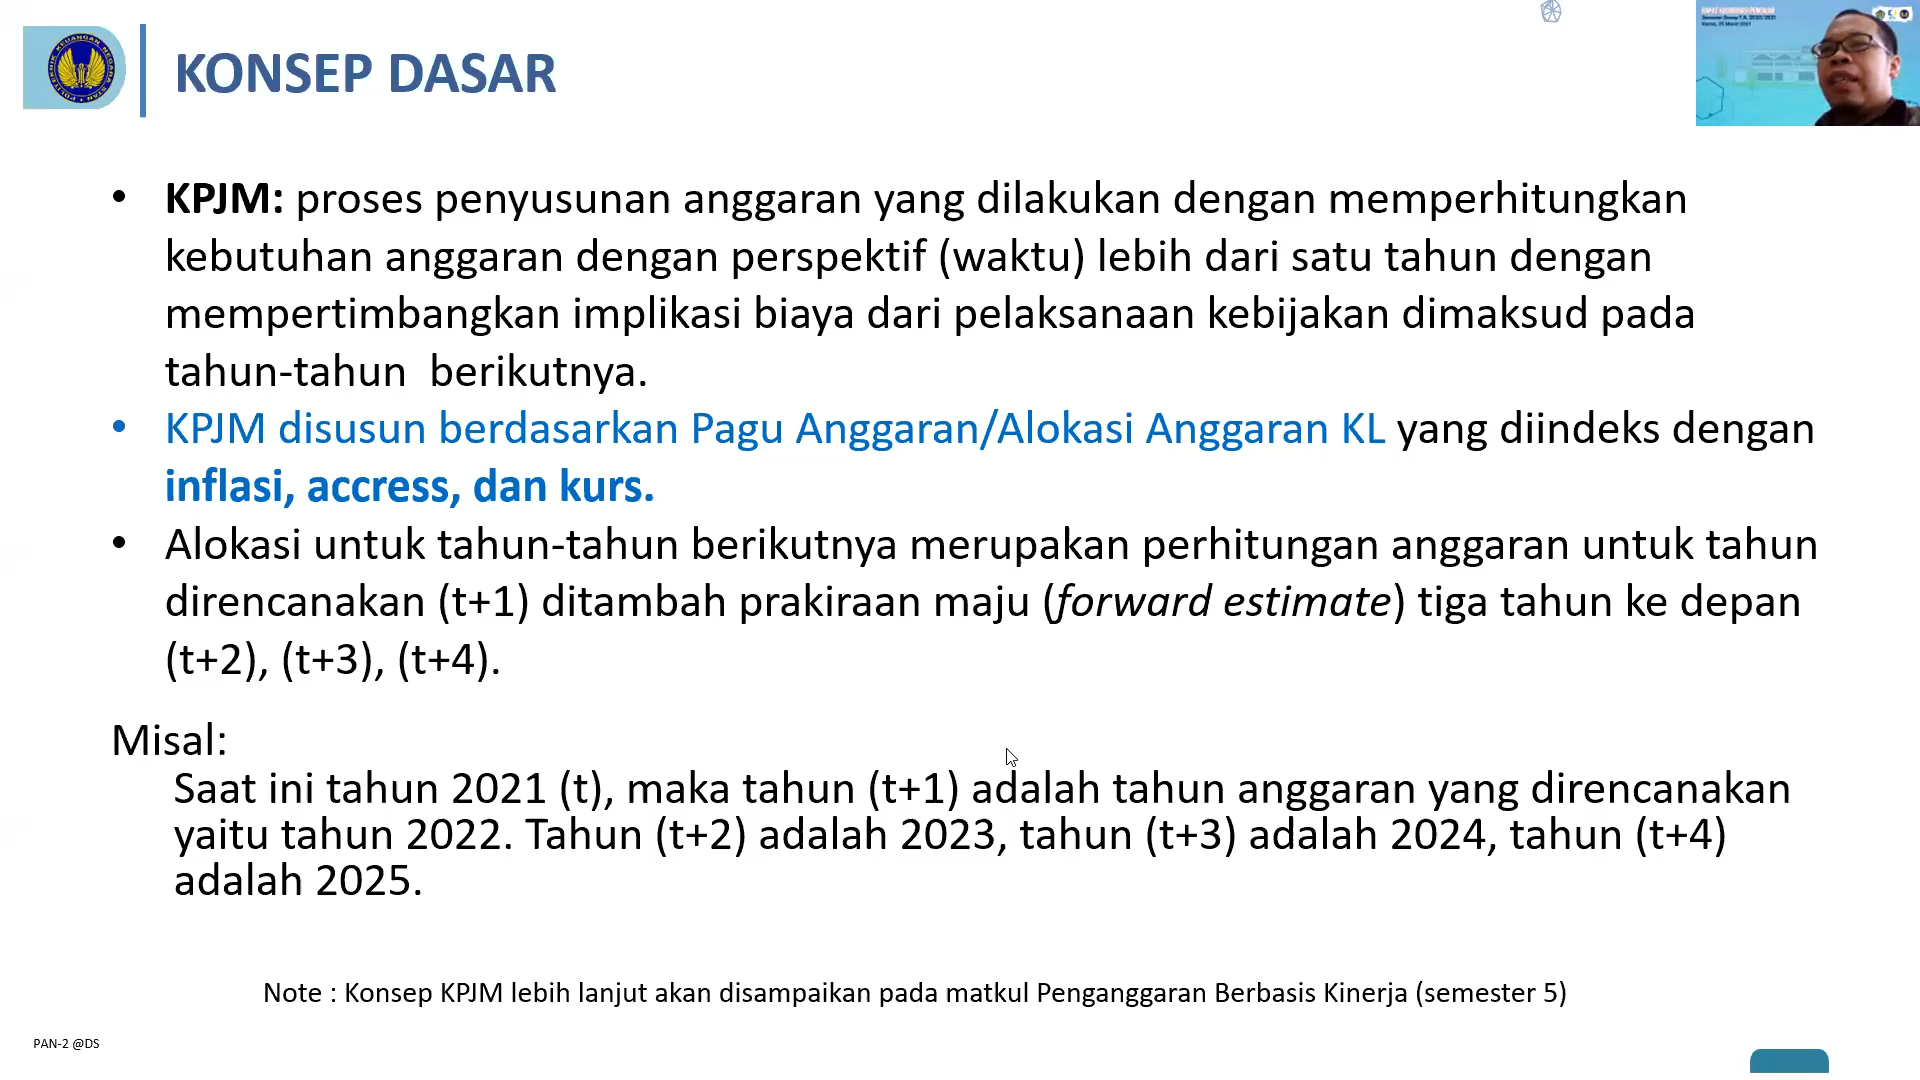 KONSEP DASAR
• KPJM: proses penyusunan anggaran yang dilakukan dengan memperhitungkan
kebutuhan anggaran dengan perspektif (waktu) lebih dari satu tahun dengan
mempertimbangkan implikasi biaya dari pelaksanaan kebijakan dimaksud pada
tahun-tahun berikutnya.
• KPJM disusun berdasarkan Pagu Anggaran/Alokasi Anggaran KL yang diindeks dengan
inflasi, accress, dan kurs.
• Alokasi untuk tahun-tahun berikutnya merupakan perhitungan anggaran untuk tahun
direncanakan (t+1) ditambah prakiraan maju (forward estimate) tiga tahun ke depan
(t+2), (t+3), (t+4).
Misal:
Saat ini tahun 2021 (t), maka tahun (t+1) adalah tahun anggaran yang direncanakan
yaitu tahun 2022. Tahun (t+2) adalah 2023, tahun (t+3) adalah 2024, tahun (t+4)
adalah 2025.
Note : Konsep KPJM lebih lanjut akan disampaikan pada matkul Penganggaran Berbasis Kinerja (semester 5)
PAN-2 @DS